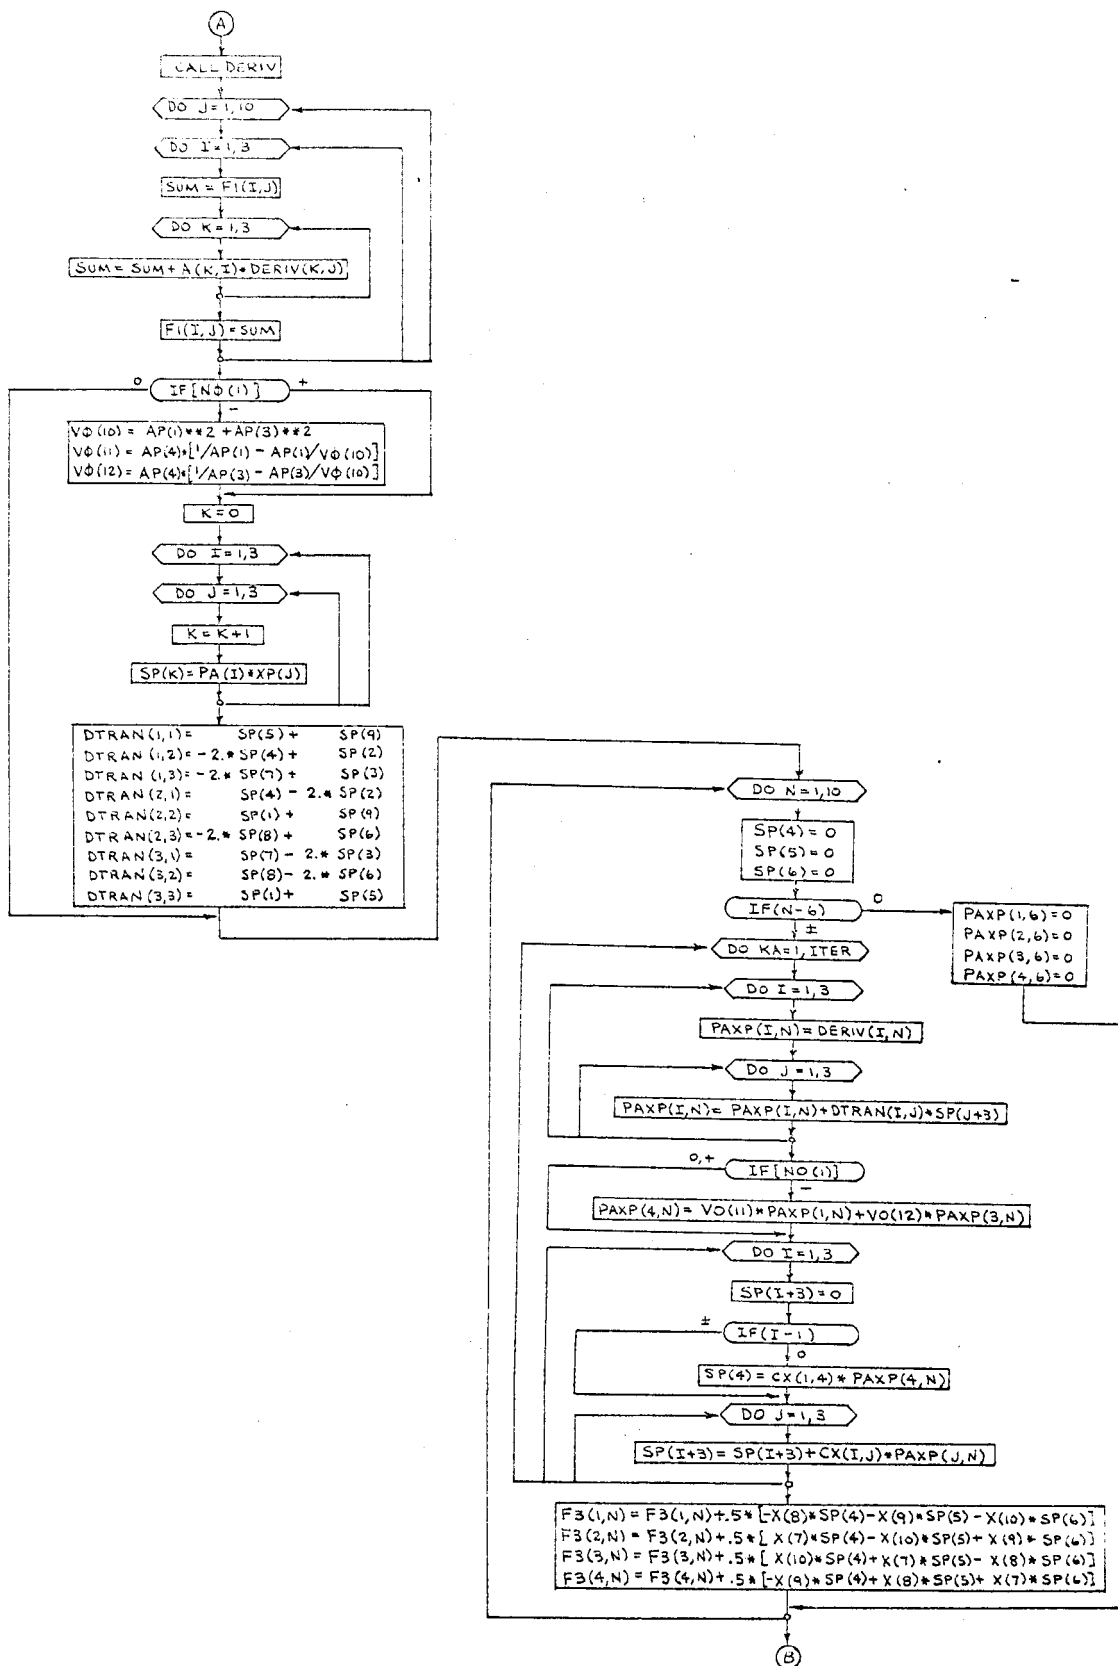 A
CALL DERIV
DO J=1,10
DO I=1,3
SUM = F1(I,J)
DO K=1,3
SUM = SUM + A(K,I)*DERIV(K,J)
F1(I,J)=SUM
0
IF[NΦ(1)]
+
-
VΦ(10) = AP(1)**2 + AP(3)**2
VΦ(11) = AP(4)*[1/AP(1) - AP(1)/VΦ(10)]
VΦ(12) = AP(4)*[1/AP(3) - AP(3)/VΦ(10)]
K=0
DO I=1,3
DO J=1,3
K=K+1
SP(K)=PA(I)*XP(J)
DTRAN(1,1)= SP(5)+ SP(9)
DTRAN(1,2)=-2.* SP(4)+ SP(2)
DTRAN(1,3)=-2.* SP(7)+ SP(3)
DTRAN(2,1)= SP(4) - 2.* SP(2)
DTRAN(2,2)= SP(1)+ SP(9)
DTRAN(2,3)=-2.* SP(8)+ SP(6)
DTRAN(3,1)= SP(7)- 2.* SP(3)
DTRAN(3,2)= SP(8)- 2.* SP(6)
DTRAN(3,3)= SP(1)+ SP(5)
DO N=1,10
SP(4)=0
SP(5)=0
SP(6)=0
IF(N-6)
0
±
PAXP(1,6)=0
PAXP(2,6)=0
PAXP(3,6)=0
PAXP(4,6)=0
DO KA=1,ITER
DO I=1,3
PAXP(I,N)=DERIV(I,N)
DO J=1,3
PAXP(I,N)= PAXP(I,N)+DTRAN(I,J)*SP(J+3)
0,+
IF[NO(1)]
-
PAXP(4,N)= VO(11)*PAXP(1,N)+VO(12)*PAXP(3,N)
DO I=1,3
SP(I+3)=0
±
IF(I-1)
0
SP(4)=CX(1,4)*PAXP(4,N)
DO J=1,3
SP(I+3)=SP(I+3)+CX(I,J)*PAXP(J,N)
F3(1,N)=F3(1,N)+.5*[-X(8)*SP(4)-X(9)*SP(5)-X(10)*SP(6)]
F3(2,N)=F3(2,N)+.5*[X(7)*SP(4)-X(10)*SP(5)+X(9)*SP(6)]
F3(3,N)=F3(3,N)+.5*[X(10)*SP(4)+X(7)*SP(5)-X(8)*SP(6)]
F3(4,N)=F3(4,N)+.5*[-X(9)*SP(4)+X(8)*SP(5)+X(7)*SP(6)]
B